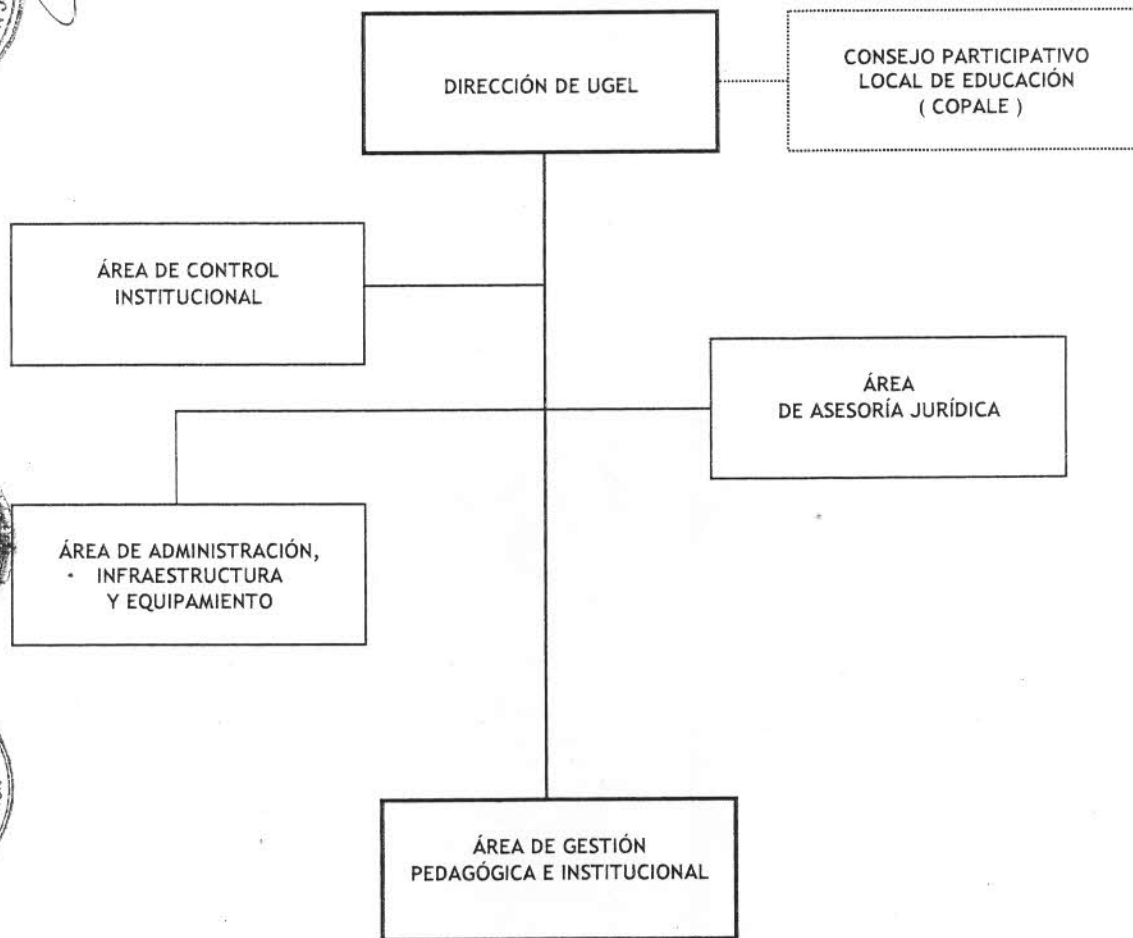 DIRECCIÓN DE UGEL
CONSEJO PARTICIPATIVO
LOCAL DE EDUCACIÓN
( COPALE )
ÁREA DE CONTROL
INSTITUCIONAL
ÁREA
DE ASESORÍA JURÍDICA
ÁREA DE ADMINISTRACIÓN,
INFRAESTRUCTURA
Y EQUIPAMIENTO
ÁREA DE GESTIÓN
PEDAGÓGICA E INSTITUCIONAL